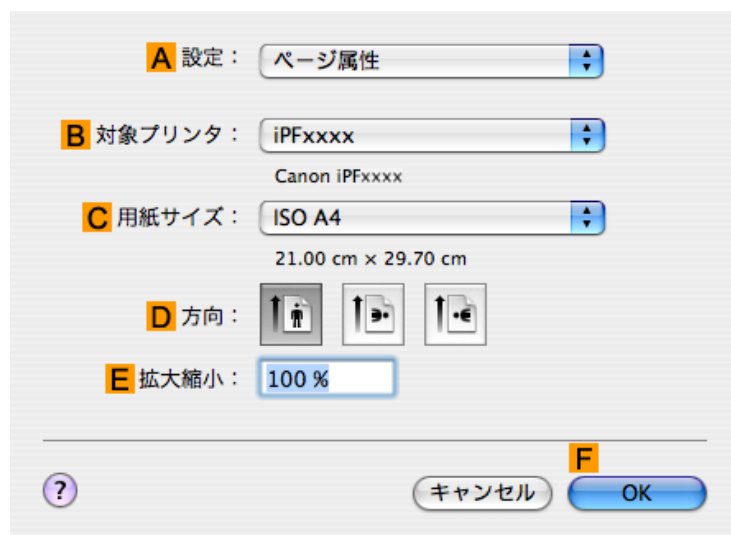 A 設定： ページ属性
B 対象プリンタ： iPFxxxx
Canon iPFxxxx
C 用紙サイズ： ISO A4
21.00 cm × 29.70 cm
D 方向：
E 拡大縮小： 100 %
F
? キャンセル OK